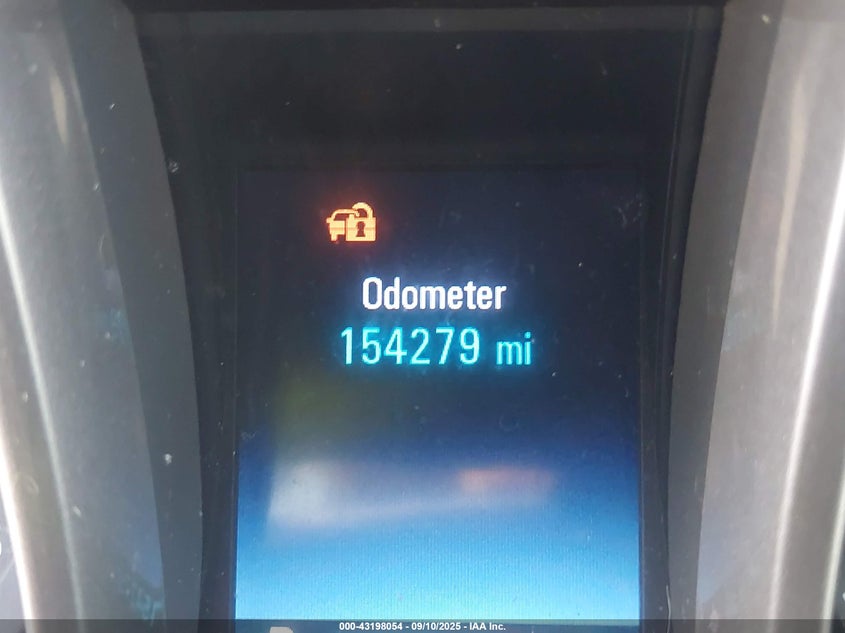 Odometer
154279 mi
000-43198054 - 09/10/2025 - IAA Inc.